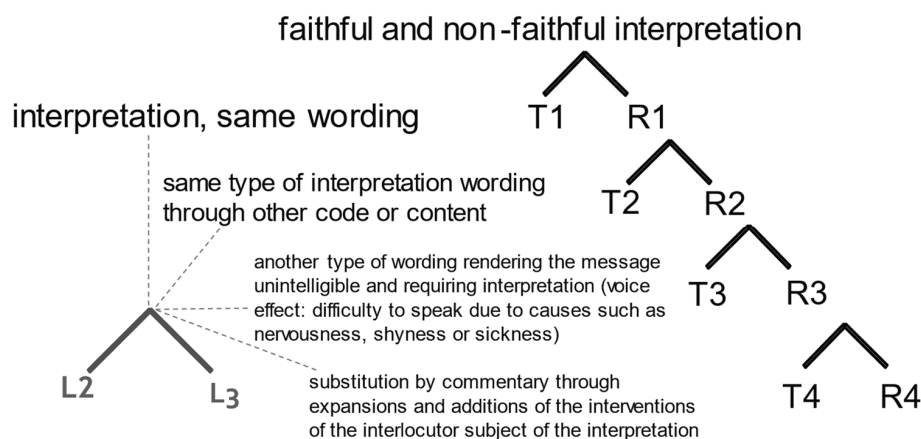 faithful and non-faithful interpretation
T1 R1
interpretation, same wording
same type of interpretation wording
through other code or content
T2 R2
another type of wording rendering the message
unintelligible and requiring interpretation (voice
effect: difficulty to speak due to causes such as
nervousness, shyness or sickness)
T3 R3
L2 L3
substitution by commentary through
expansions and additions of the interventions
of the interlocutor subject of the interpretation
T4 R4